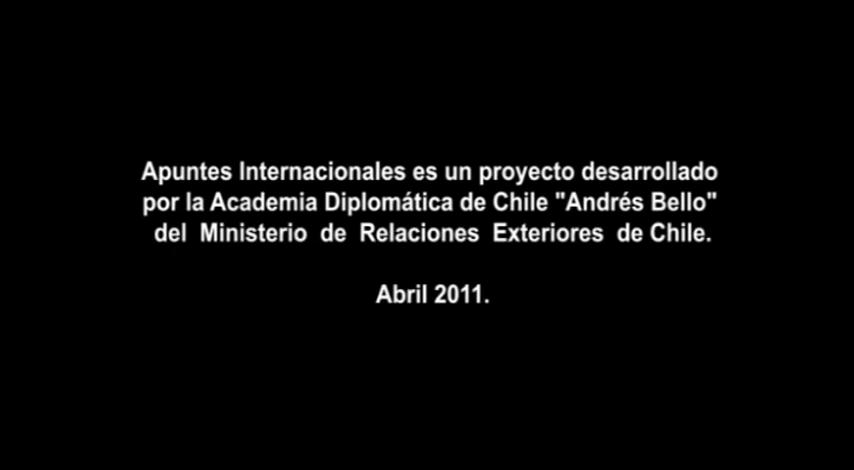 Apuntes Internacionales es un proyecto desarrollado
por la Academia Diplomática de Chile "Andrés Bello"
del Ministerio de Relaciones Exteriores de Chile.
Abril 2011.